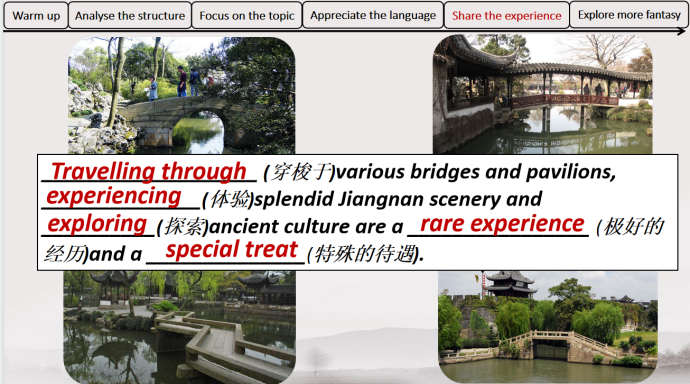 Warm up Analyse the structure Focus on the topic Appreciate the language Share the experience Explore more fantasy
Travelling through (穿梭于)various bridges and pavilions,
experiencing (体验)splendid Jiangnan scenery and
exploring (探索)ancient culture are a rare experience (极好的
经历)and a special treat (特殊的待遇).